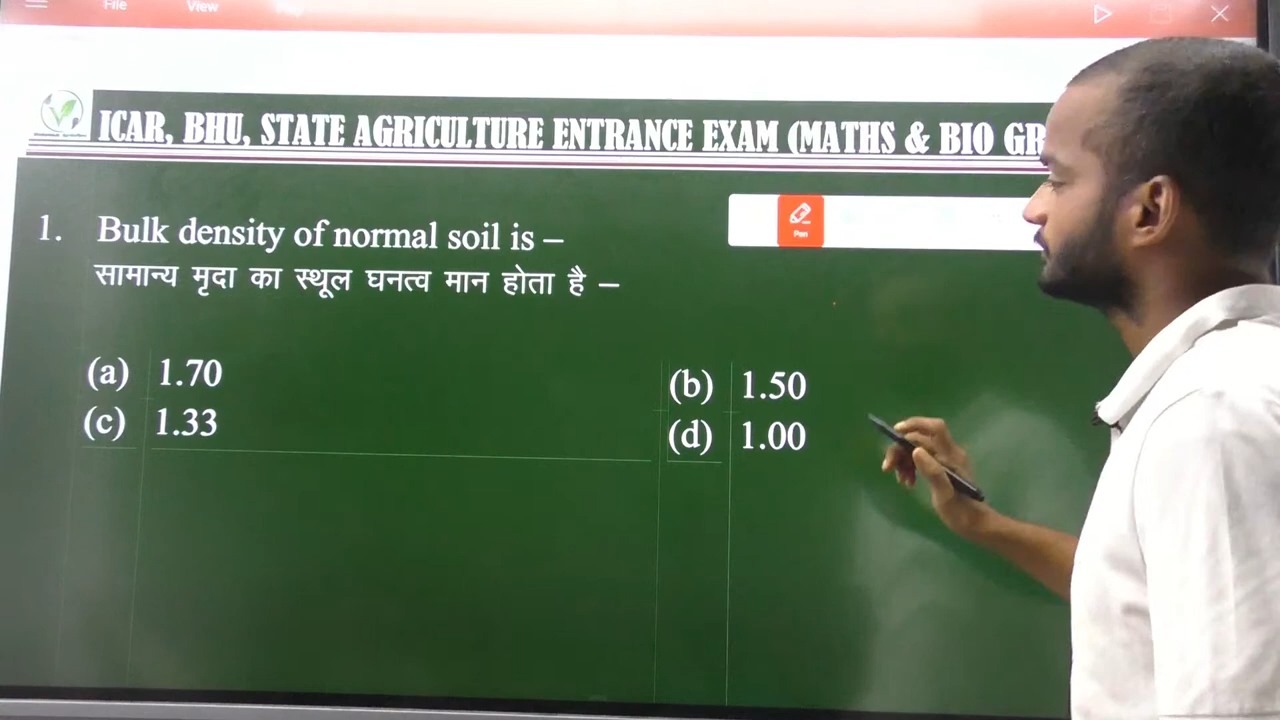 File View
ICAR, BHU, STATE AGRICULTURE ENTRANCE EXAM (MATHS & BIO GR
Pen
1. Bulk density of normal soil is –
सामान्य मृदा का स्थूल घनत्व मान होता है –
(a) 1.70 (b) 1.50
(c) 1.33 (d) 1.00